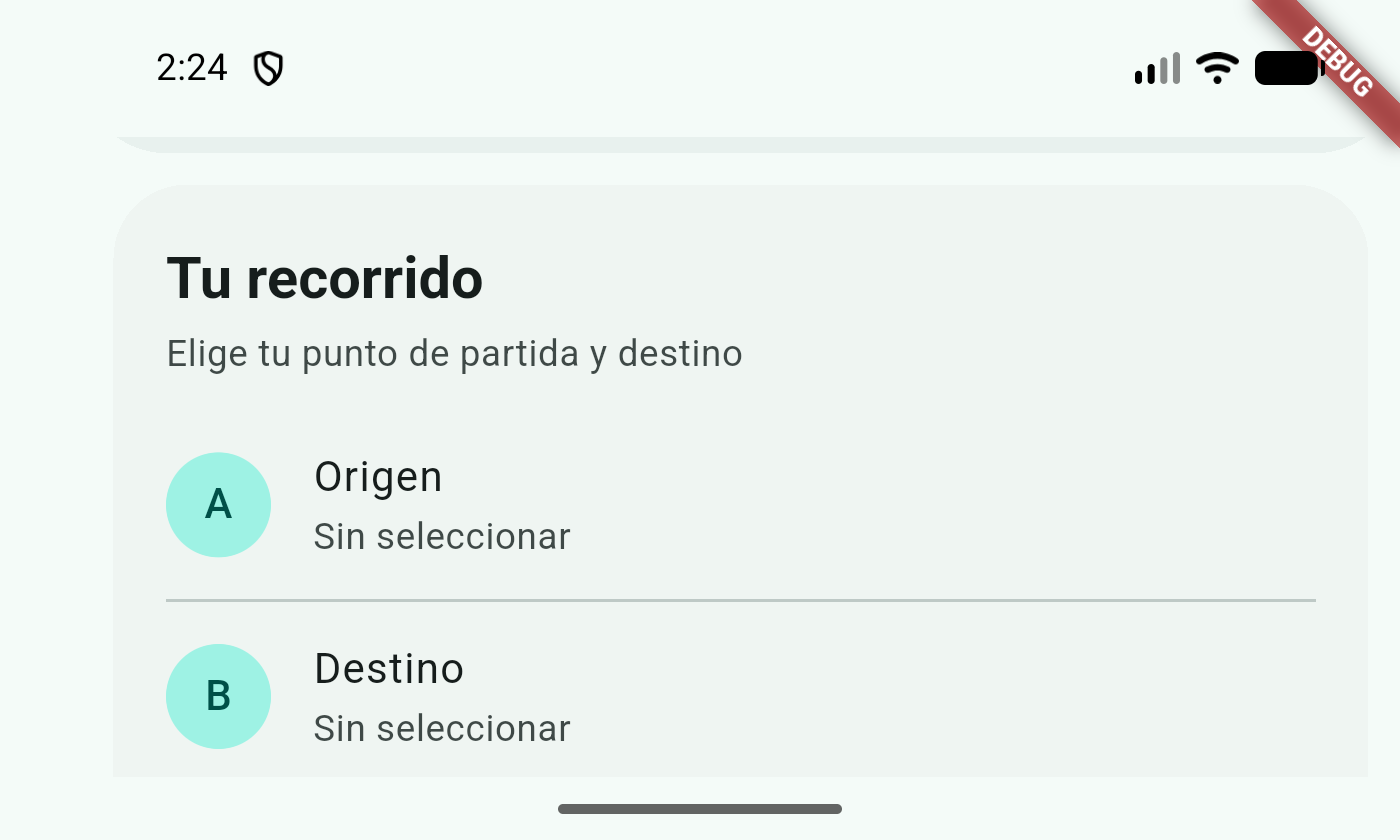 2:24
DEBUG
Tu recorrido
Elige tu punto de partida y destino
A
Origen
Sin seleccionar
B
Destino
Sin seleccionar